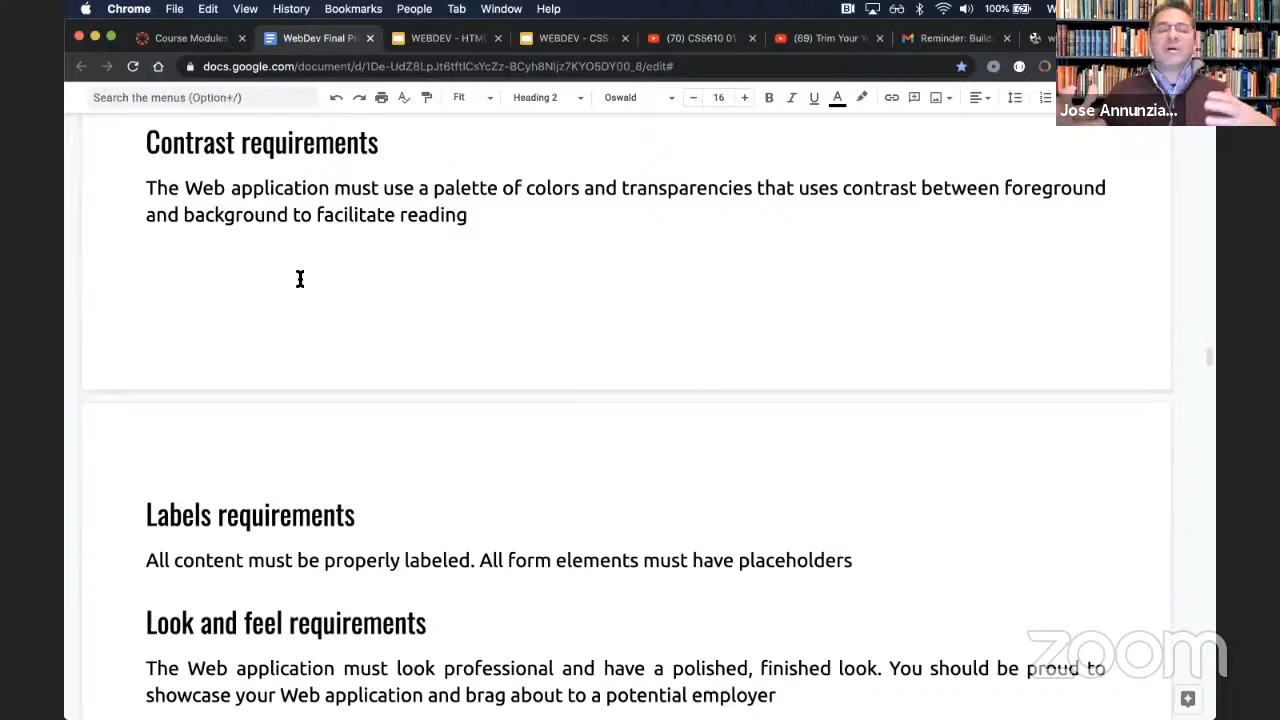 Chrome File Edit View History Bookmarks People Tab Window Help 100%
Course Modules WebDev Final WEBDEV - HTM WEBDEV - CSS (70) CS5610 01 (69) Trim Your Reminder: Build
docs.google.com/document/d/1De-UdZ8LpJt6tftICsYcZz-BCyh8NIjz7KYO5DY00_8/edit#
Search the menus (Option+/) Fit Heading 2 Oswald 16 B I U A
Jose Annunzia...
Contrast requirements
The Web application must use a palette of colors and transparencies that uses contrast between foreground
and background to facilitate reading
Labels requirements
All content must be properly labeled. All form elements must have placeholders
Look and feel requirements
The Web application must look professional and have a polished, finished look. You should be proud to
showcase your Web application and brag about to a potential employer
zoom